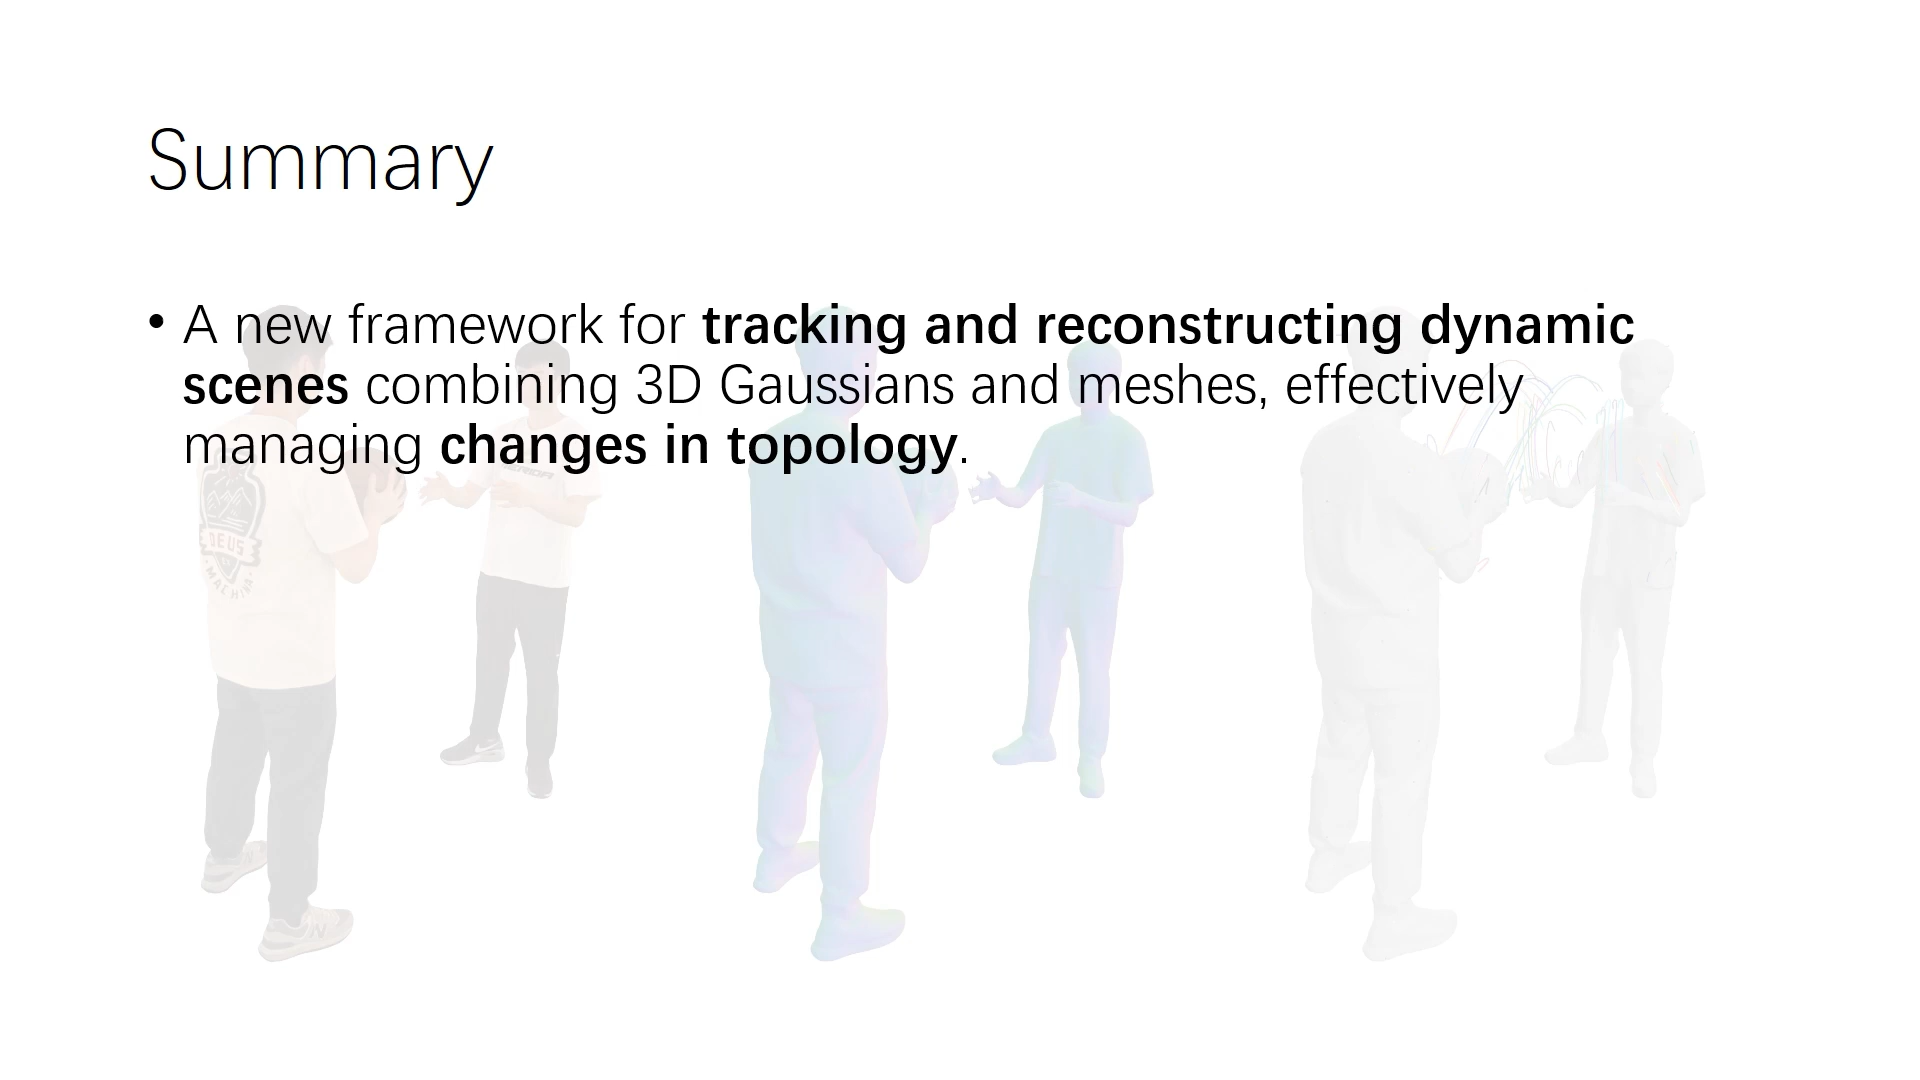 Summary
• A new framework for tracking and reconstructing dynamic
scenes combining 3D Gaussians and meshes, effectively
managing changes in topology.
DEUS